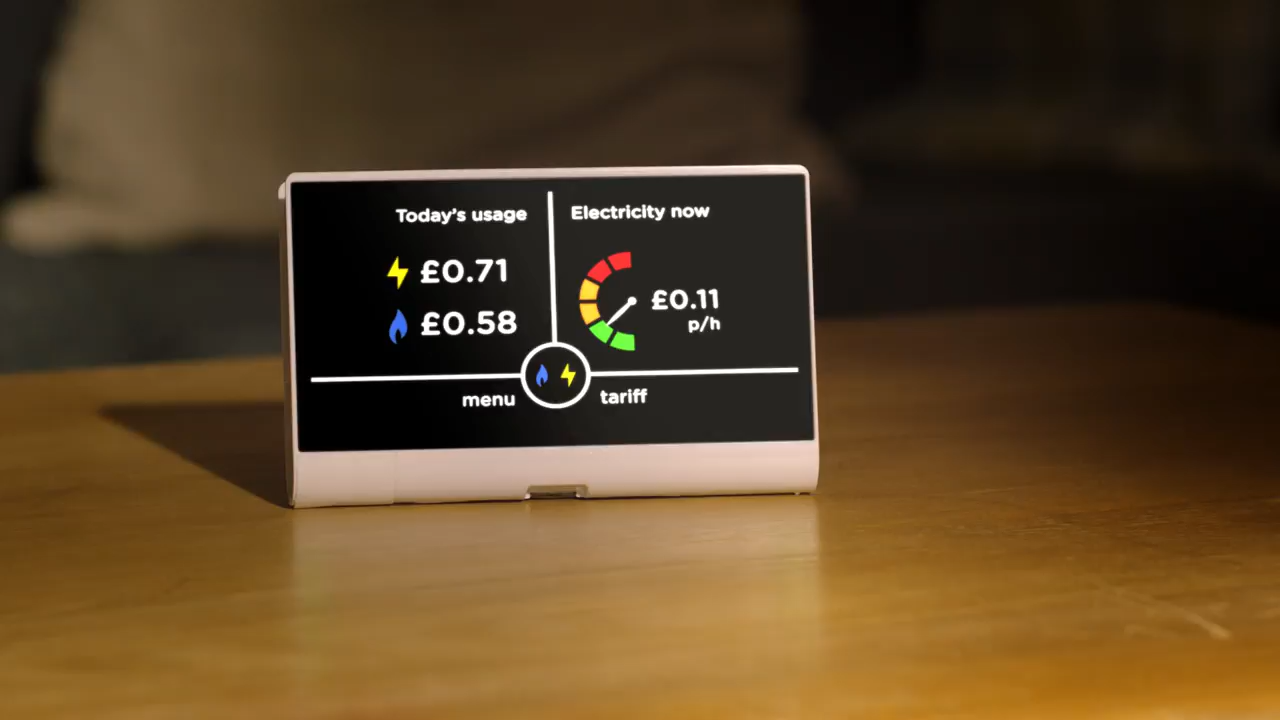 Today's usage
£0.71
£0.58
Electricity now
£0.11
p/h
menu
tariff